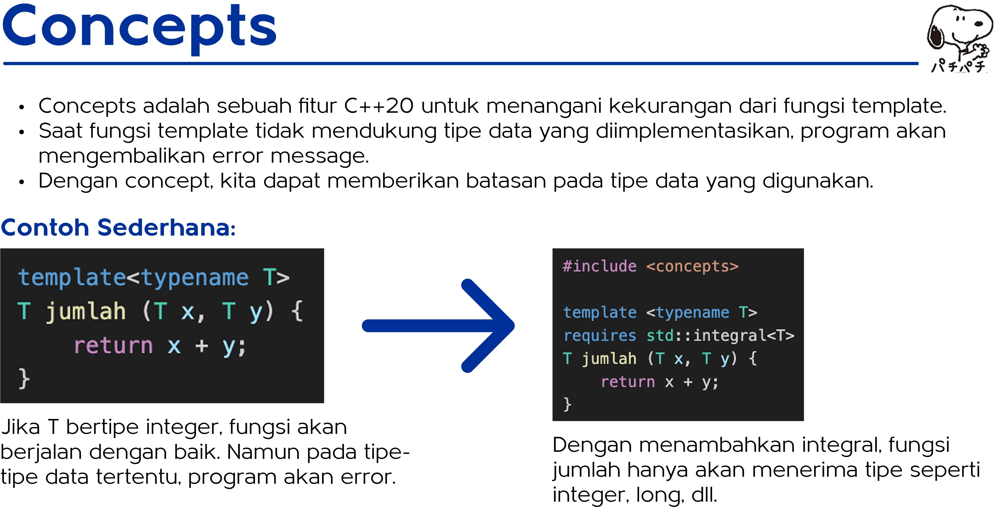 Concepts
パチパチ
• Concepts adalah sebuah fitur C++20 untuk menangani kekurangan dari fungsi template.
• Saat fungsi template tidak mendukung tipe data yang diimplementasikan, program akan
mengembalikan error message.
• Dengan concept, kita dapat memberikan batasan pada tipe data yang digunakan.
Contoh Sederhana:
template<typename T>
T jumlah (T x, T y) {
    return x + y;
}
Jika T bertipe integer, fungsi akan
berjalan dengan baik. Namun pada tipe-
tipe data tertentu, program akan error.
#include <concepts>
template <typename T>
requires std::integral<T>
T jumlah (T x, T y) {
    return x + y;
}
Dengan menambahkan integral, fungsi
jumlah hanya akan menerima tipe seperti
integer, long, dll.